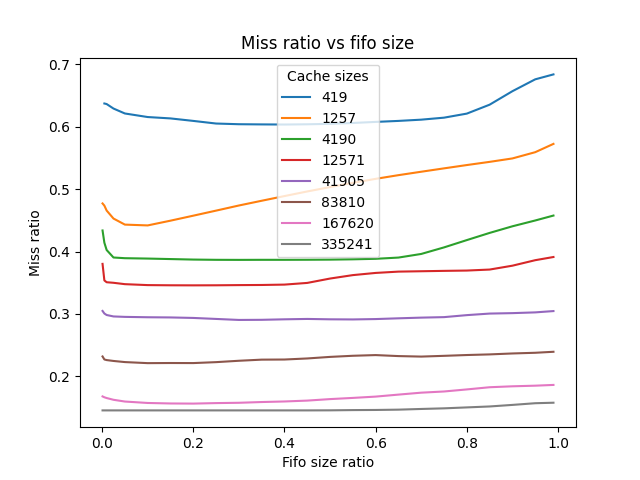 Miss ratio vs fifo size
Cache sizes
419
1257
4190
12571
41905
83810
167620
335241
0.7
0.6
0.5
0.4
0.3
0.2
Miss ratio
0.0 0.2 0.4 0.6 0.8 1.0
Fifo size ratio